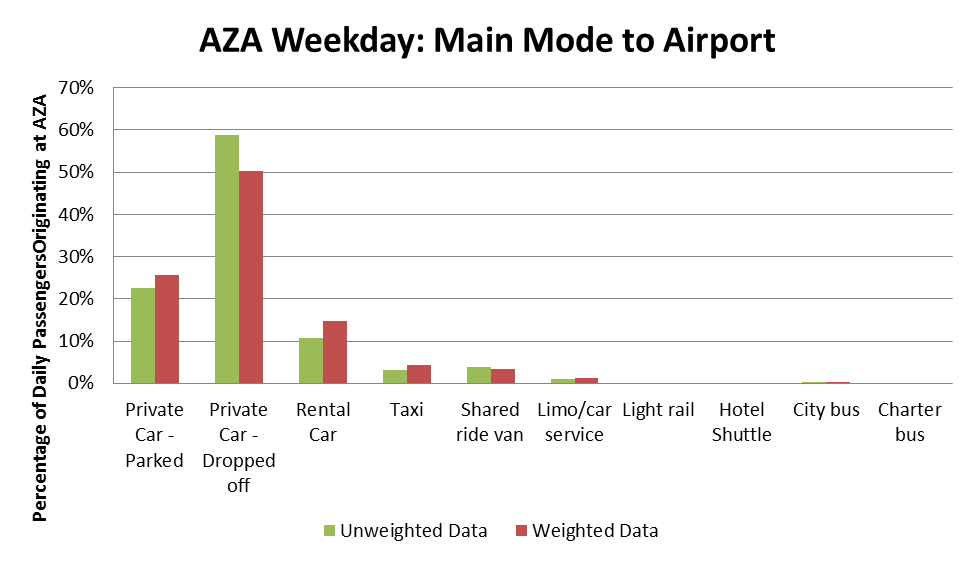 AZA Weekday: Main Mode to Airport
Percentage of Daily PassengersOriginating at AZA
70%
60%
50%
40%
30%
20%
10%
0%
Private Car - Parked
Private Car - Dropped off
Rental Car
Taxi
Shared ride van
Limo/car service
Light rail
Hotel Shuttle
City bus
Charter bus
Unweighted Data
Weighted Data